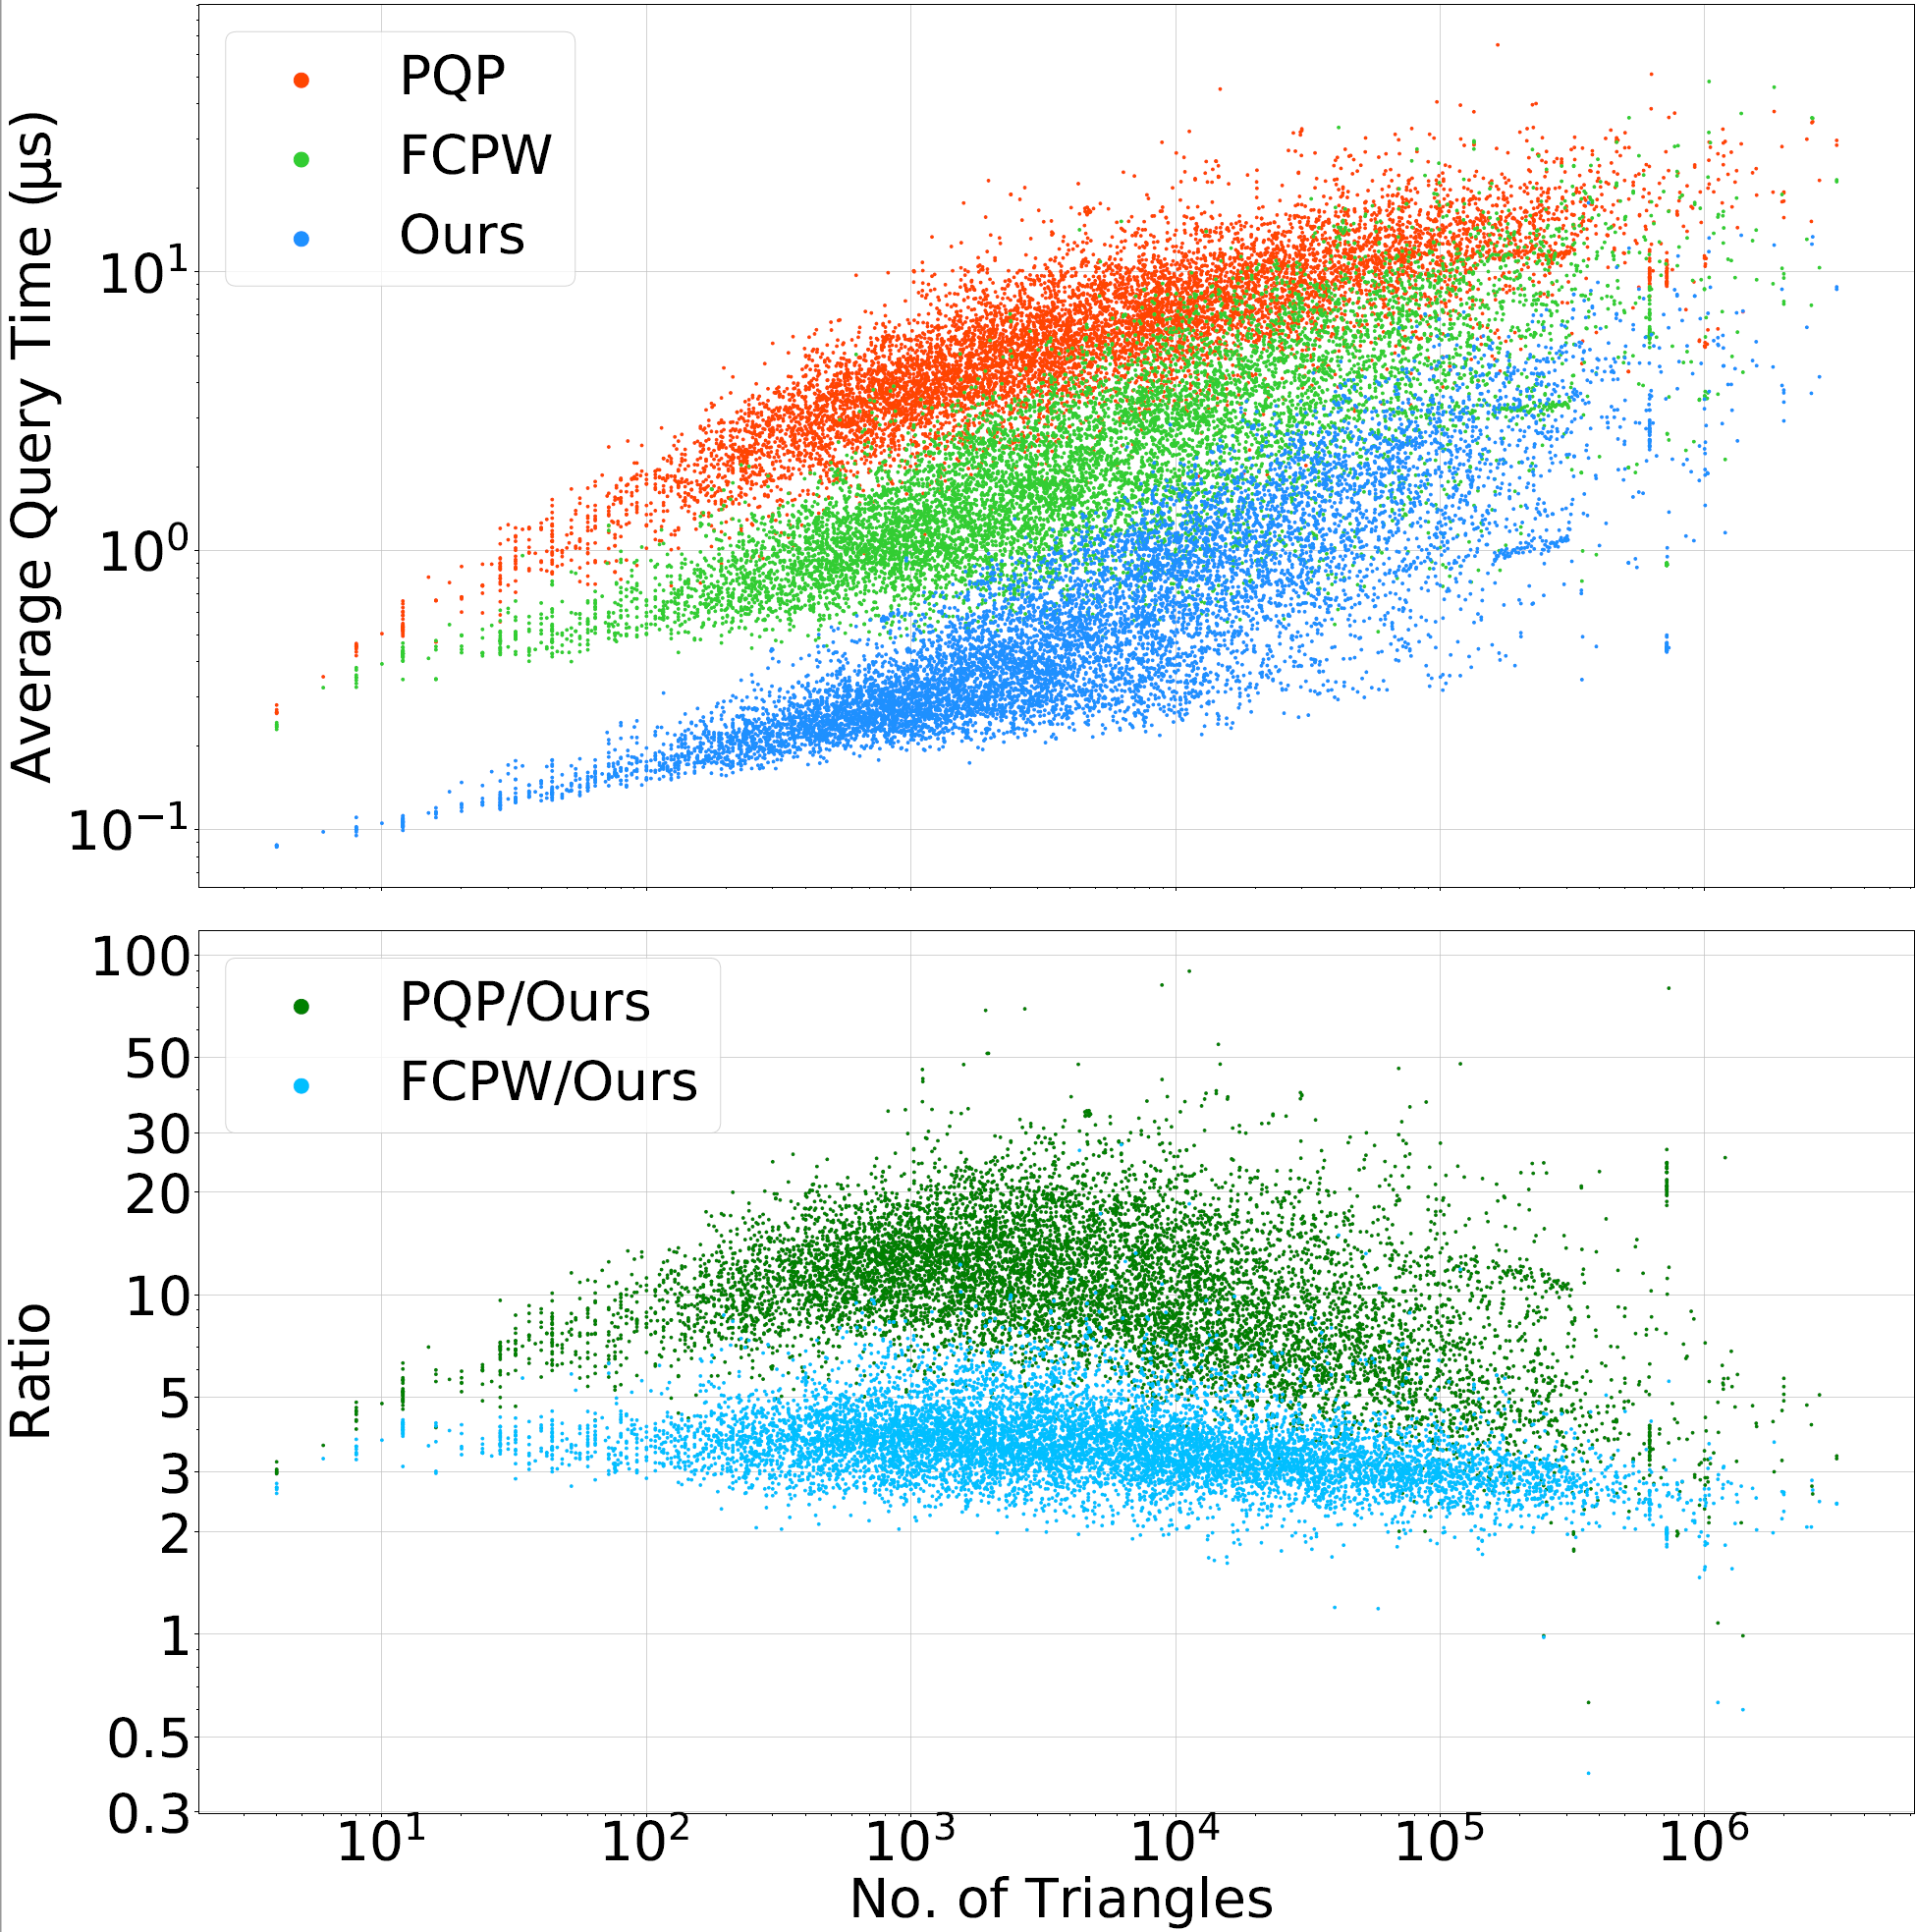 Average Query Time (µs)
PQP
FCPW
Ours
10¹
10⁰
10⁻¹
Ratio
PQP/Ours
FCPW/Ours
100
50
30
20
10
5
3
2
1
0.5
0.3
10¹ 10² 10³ 10⁴ 10⁵ 10⁶
No. of Triangles